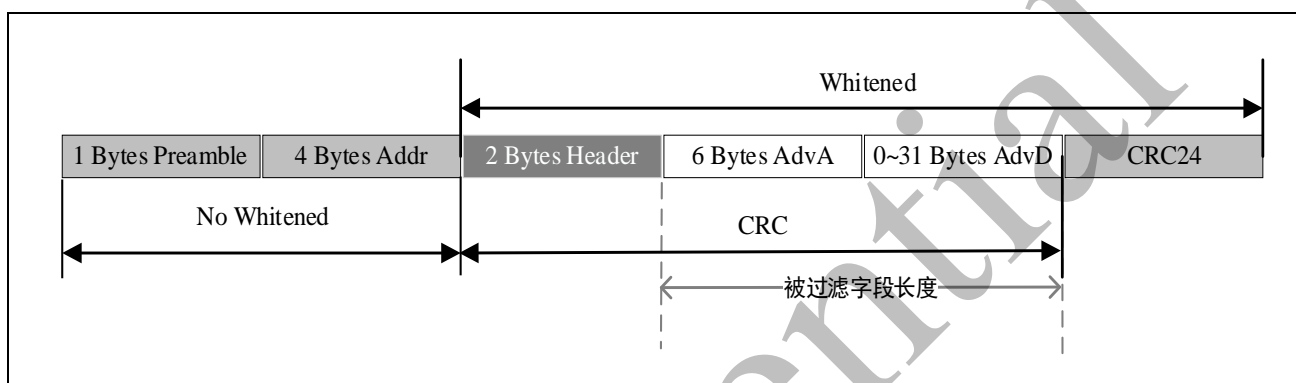 Whitened
1 Bytes Preamble 4 Bytes Addr 2 Bytes Header 6 Bytes AdvA 0~31 Bytes AdvD CRC24
No Whitened
CRC
被过滤字段长度
ential